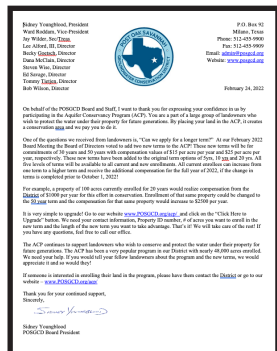 Sidney Youngblood, President
Ward Roddam, Vice-President
Jay Wilder, Sec/Treas
Lee Alford, III, Director
Becky Goetsch, Director
Dana McClain, Director
Steven Wise, Director
Ed Savage, Director
Tommy Tietjen, Director
Bob Wilson, Director
POST OAK SAVANNAH
P.O. Box 92
Milano, Texas
Phone: 512-455-9900
Fax: 512-455-9909
Email: admin@posgcd.org
Website: www.posgcd.org
February 24, 2022
On behalf of the POSGCD Board and Staff, I want to thank you for expressing your confidence in us by
participating in the Aquifer Conservancy Program (ACP). You are a part of a large group of landowners who
wish to protect the water under their property for future generations. By placing your land in the ACP, it creates
a conservation area and we pay you to do it.
One of the questions we received from landowners is, "Can we apply for a longer term?" At our February 2022
Board Meeting the Board of Directors voted to add two new terms to the ACP! These new terms will be for
commitments of 30 years and 50 years with compensation values of $15 per acre per year and $25 per acre per
year, respectively. These new terms have been added to the original term options of 5yrs, 10 yrs and 20 yrs. All
five levels of terms will be available to all current and new enrollments. All current enrollees can increase from
one term to a higher term and receive the additional compensation for the full year of 2022, if the change in
terms is completed prior to October 1, 2022!
For example, a property of 100 acres currently enrolled for 20 years would realize compensation from the
District of $1000 per year for this effort in conservation. Enrollment of that same property could be changed to
the 50 year term and the compensation for that same property would increase to $2500 per year.
It is very simple to upgrade! Go to our website www.POSGCD.org/acp/ and click on the "Click Here to
Upgrade" button. We need your contact information, Property ID number, # of acres you want to enroll in the
new term and the length of the new term you want to take advantage. That's it! We will take care of the rest! If
you have any questions, feel free to call our office.
The ACP continues to support landowners who wish to conserve and protect the water under their property for
future generations. The ACP has been a very popular program in our District with nearly 40,000 acres enrolled.
We need your help. If you would tell your fellow landowners about the program and the new terms, we would
appreciate it and so would they!
If someone is interested in enrolling their land in the program, please have them contact the District or go to our
website – www.POSGCD.org/acp
Thank you for your continued support,
Sincerely,
Sidney Youngblood
Sidney Youngblood
POSGCD Board President